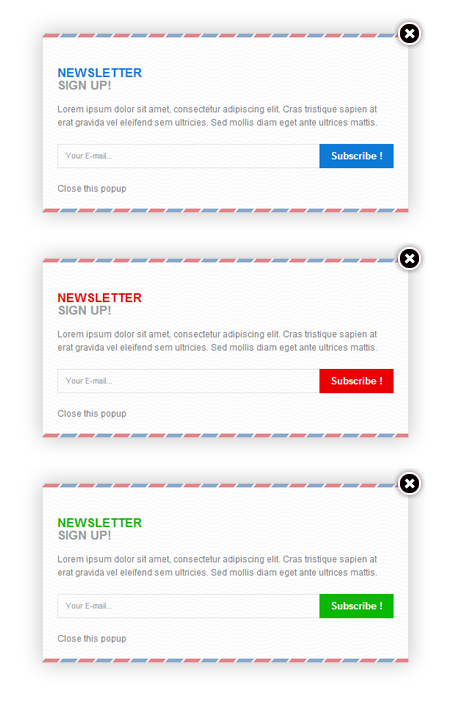 NEWSLETTER
SIGN UP!
Lorem ipsum dolor sit amet, consectetur adipiscing elit. Cras tristique sapien at
erat gravida vel eleifend sem ultricies. Sed mollis diam eget ante ultrices mattis.
Your E-mail...
Subscribe !
Close this popup
NEWSLETTER
SIGN UP!
Lorem ipsum dolor sit amet, consectetur adipiscing elit. Cras tristique sapien at
erat gravida vel eleifend sem ultricies. Sed mollis diam eget ante ultrices mattis.
Your E-mail...
Subscribe !
Close this popup
NEWSLETTER
SIGN UP!
Lorem ipsum dolor sit amet, consectetur adipiscing elit. Cras tristique sapien at
erat gravida vel eleifend sem ultricies. Sed mollis diam eget ante ultrices mattis.
Your E-mail...
Subscribe !
Close this popup